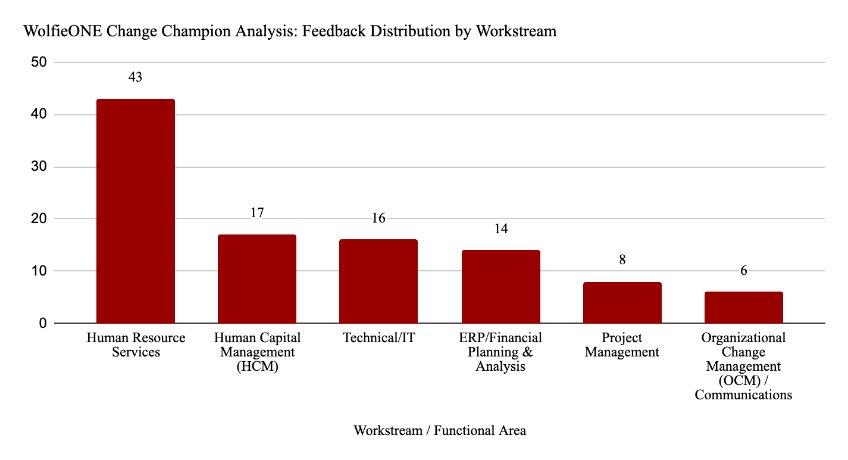 WolfieONE Change Champion Analysis: Feedback Distribution by Workstream
50
40
30
20
10
0
43
17
16
14
8
6
Human Resource
Services
Human Capital
Management
(HCM)
Technical/IT
ERP/Financial
Planning &
Analysis
Project
Management
Organizational
Change
Management
(OCM) /
Communications
Workstream / Functional Area